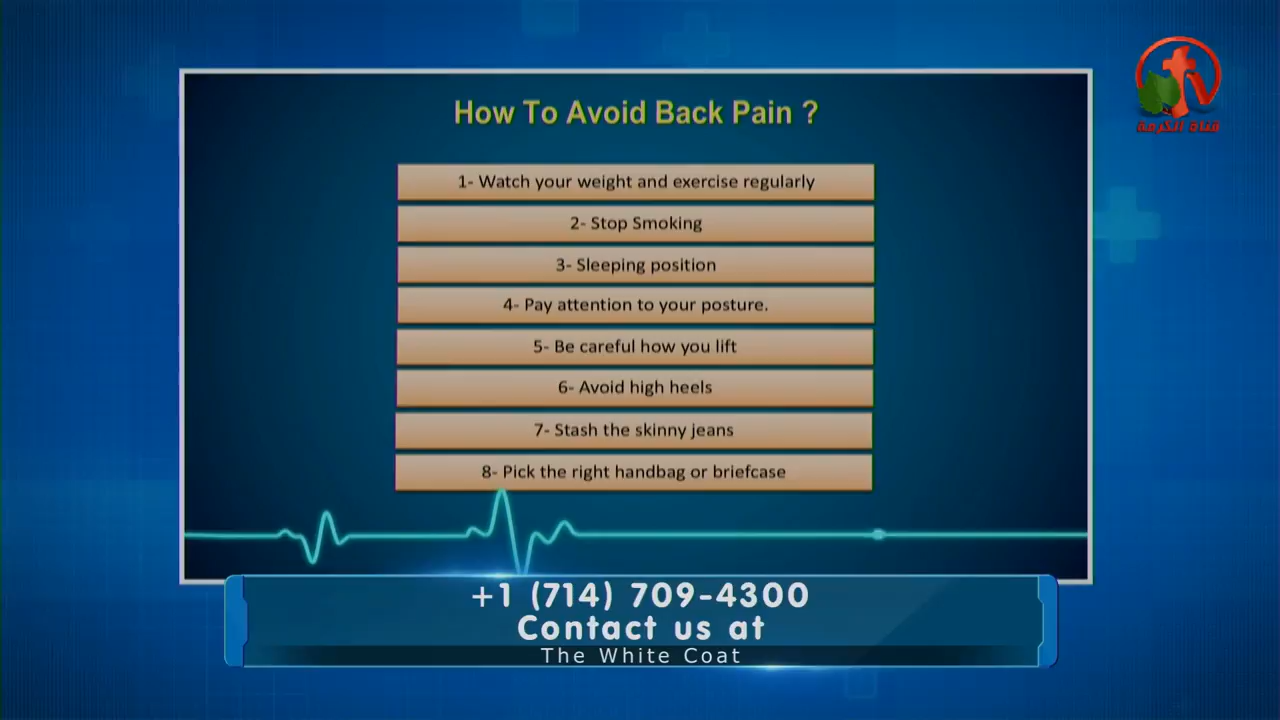 قناة الكرمة
How To Avoid Back Pain ?
1- Watch your weight and exercise regularly
2- Stop Smoking
3- Sleeping position
4- Pay attention to your posture.
5- Be careful how you lift
6- Avoid high heels
7- Stash the skinny jeans
8- Pick the right handbag or briefcase
+1 (714) 709-4300
Contact us at
The White Coat